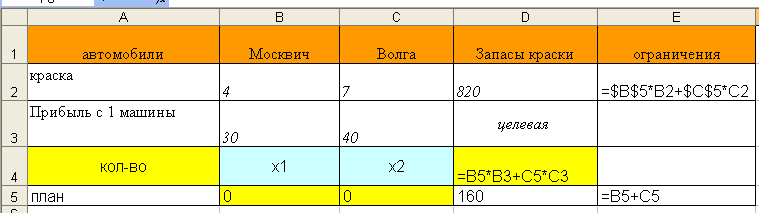 A B C D E
1 автомобили Москвич Волга Запасы краски ограничения
2 краска 4 7 820 =$B$5*B2+$C$5*C2
3 Прибыль с 1 машины 30 40 целевая
4 кол-во x1 x2 =B5*B3+C5*C3
5 план 0 0 160 =B5+C5